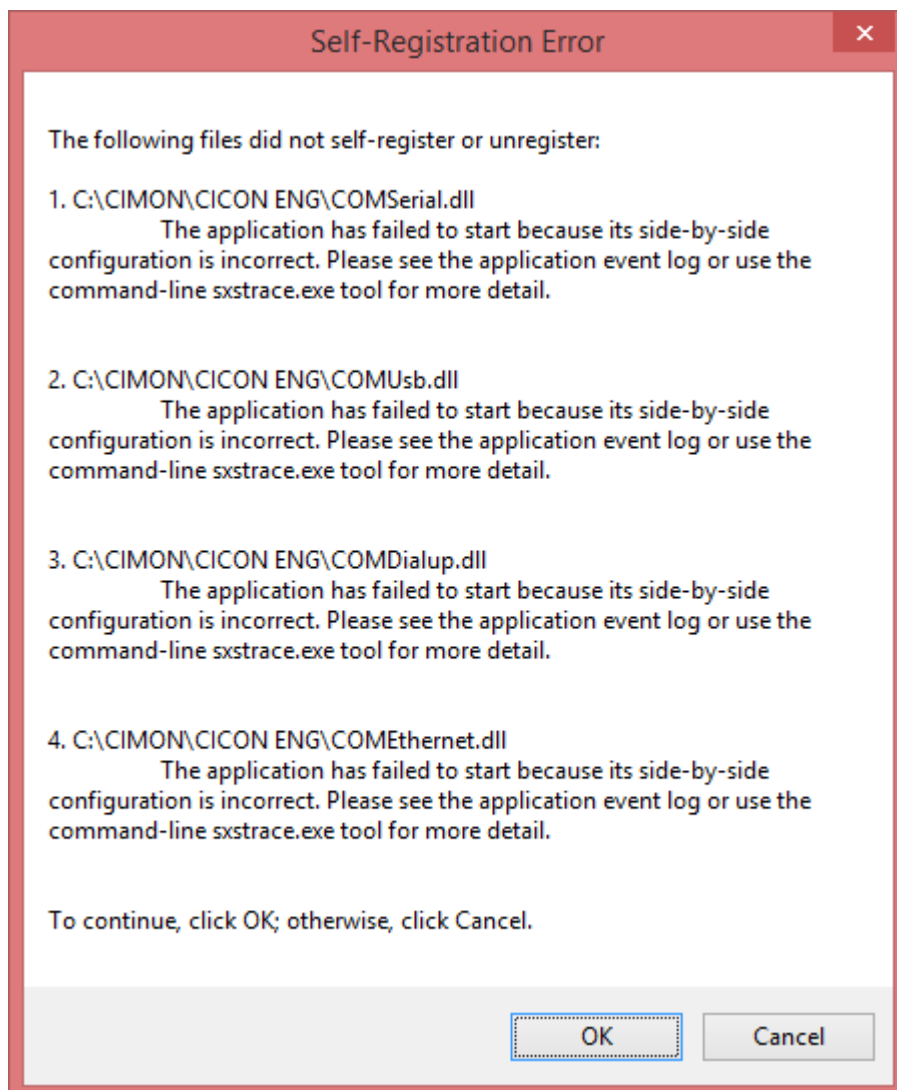 Self-Registration Error
The following files did not self-register or unregister:
1. C:\CIMON\CICON ENG\COMSerial.dll
The application has failed to start because its side-by-side
configuration is incorrect. Please see the application event log or use the
command-line sxstrace.exe tool for more detail.
2. C:\CIMON\CICON ENG\COMUsb.dll
The application has failed to start because its side-by-side
configuration is incorrect. Please see the application event log or use the
command-line sxstrace.exe tool for more detail.
3. C:\CIMON\CICON ENG\COMDialup.dll
The application has failed to start because its side-by-side
configuration is incorrect. Please see the application event log or use the
command-line sxstrace.exe tool for more detail.
4. C:\CIMON\CICON ENG\COMEthernet.dll
The application has failed to start because its side-by-side
configuration is incorrect. Please see the application event log or use the
command-line sxstrace.exe tool for more detail.
To continue, click OK; otherwise, click Cancel.
OK Cancel